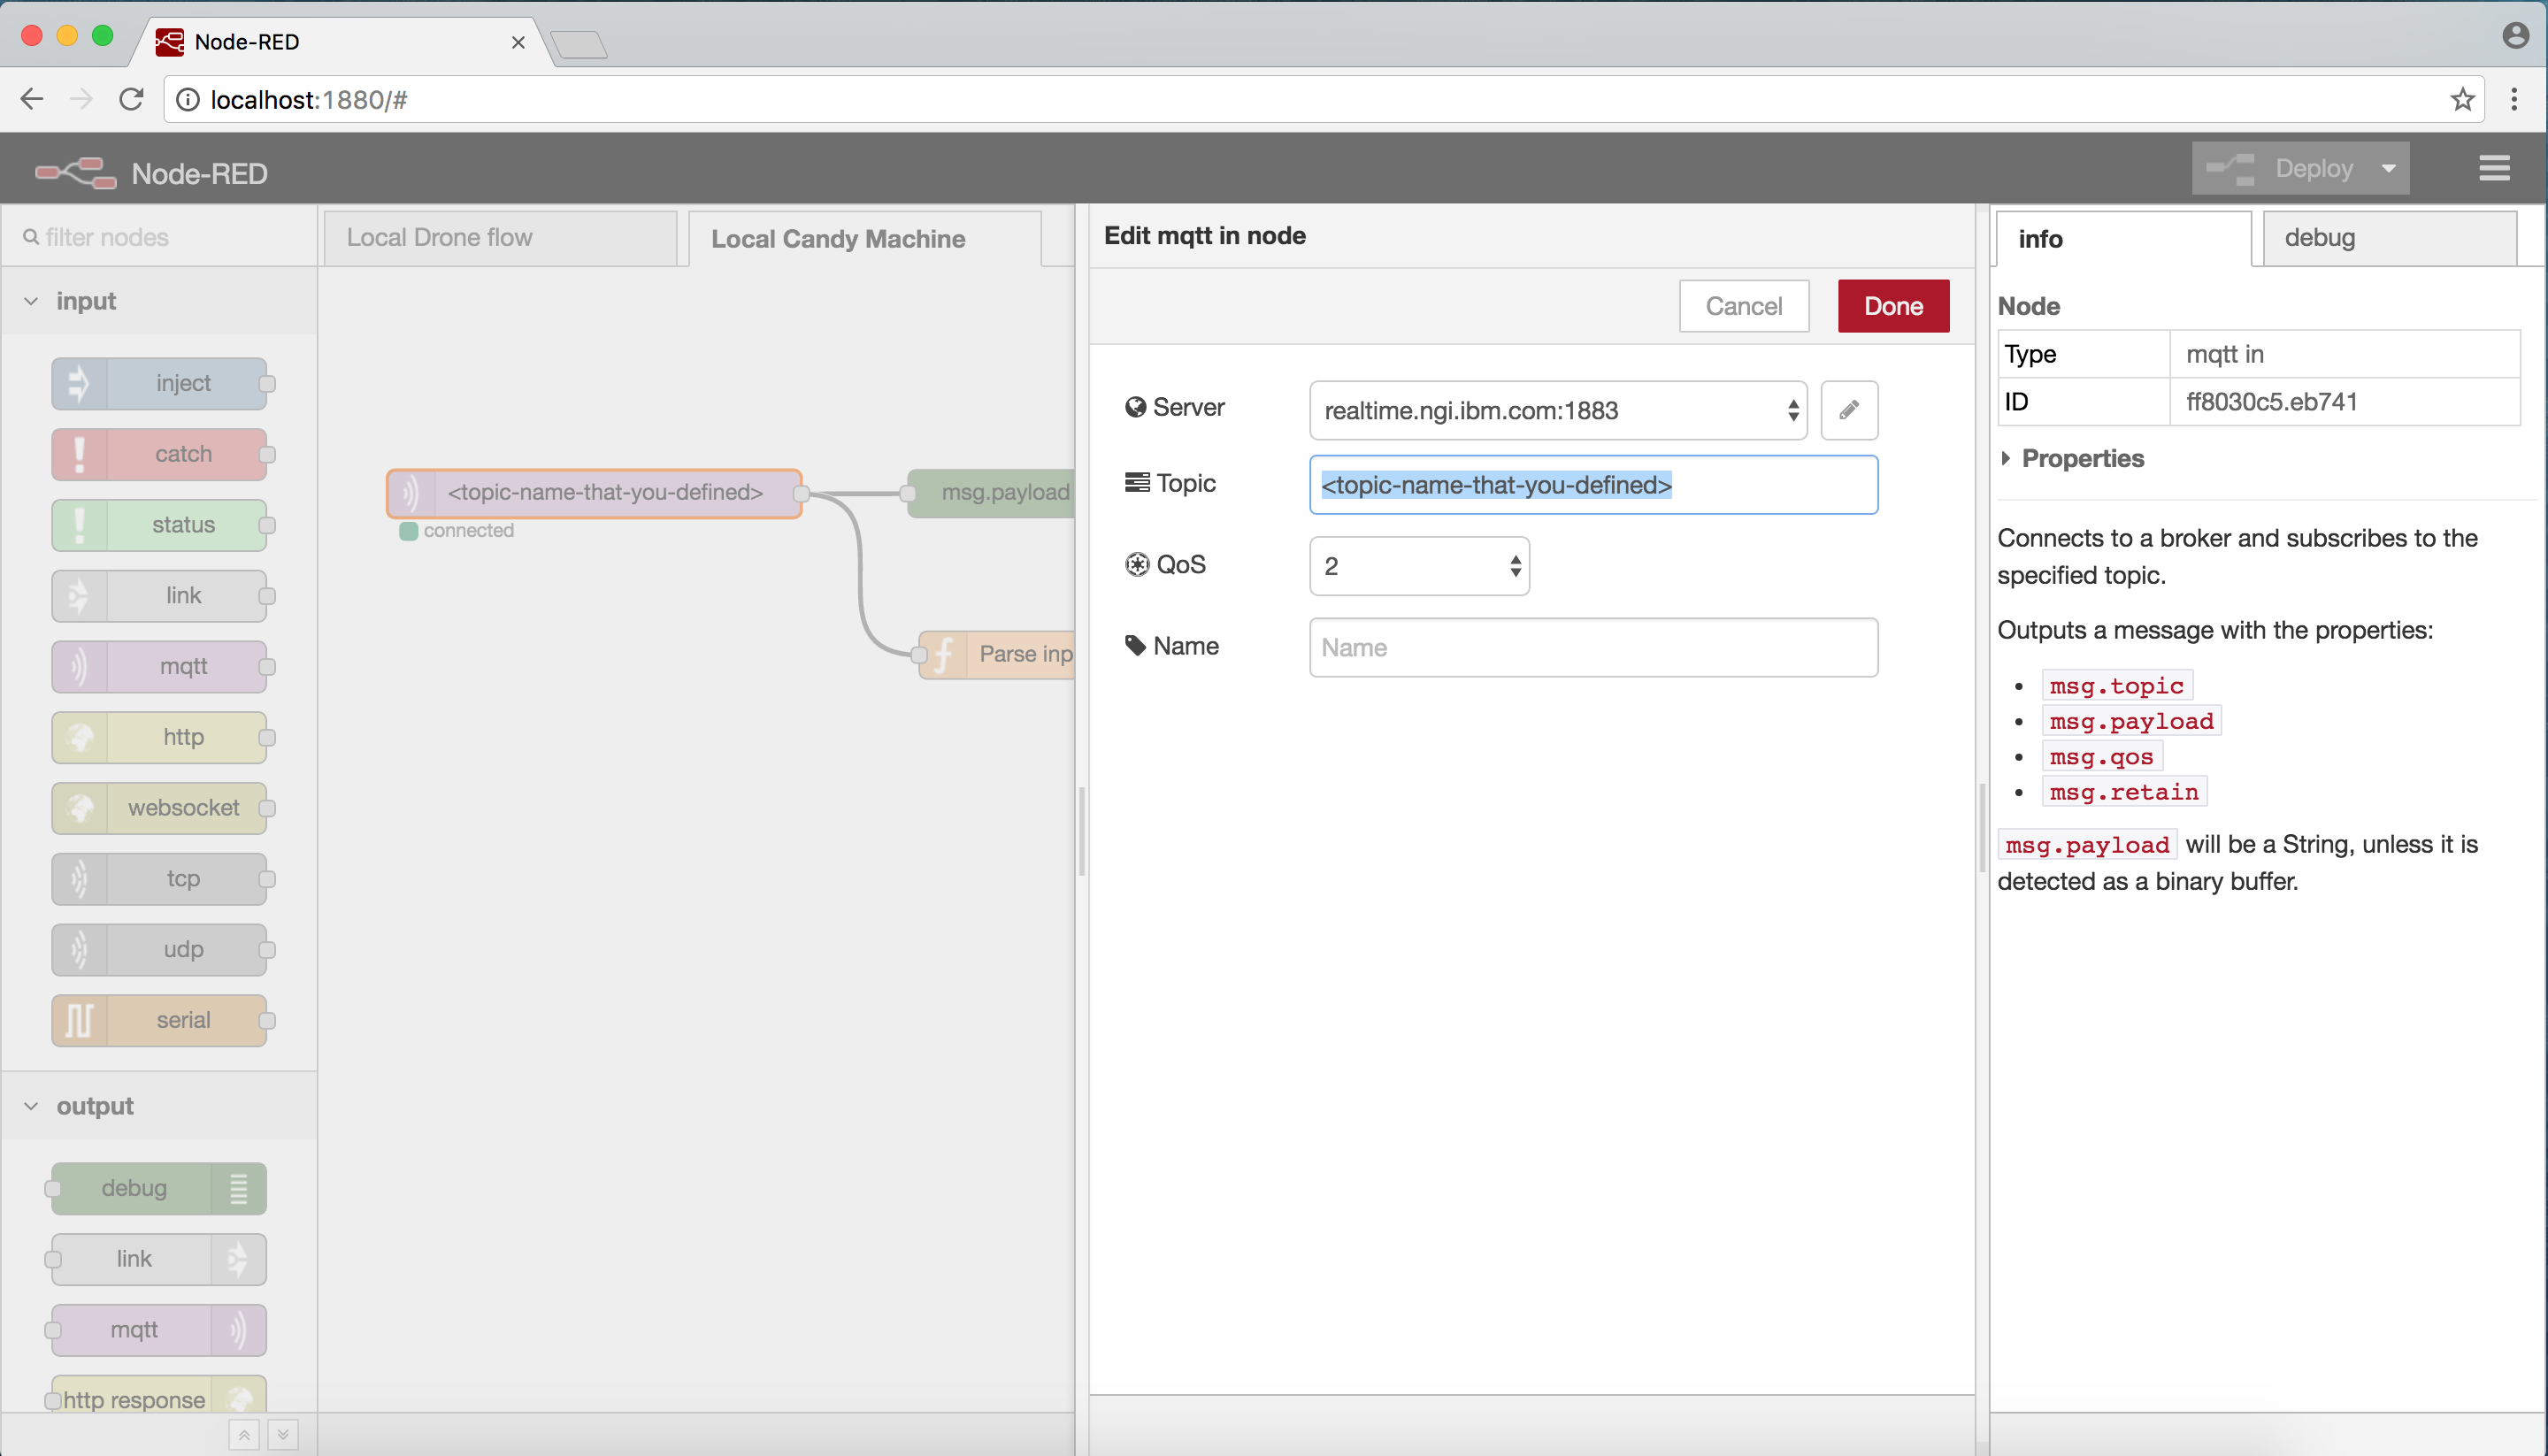 Node-RED
localhost:1880/#
Node-RED
Deploy
filter nodes
input
inject
catch
status
link
mqtt
http
websocket
tcp
udp
serial
output
debug
link
mqtt
http response
Local Drone flow
Local Candy Machine
<topic-name-that-you-defined>
connected
msg.payload
Parse inp
Edit mqtt in node
Cancel
Done
Server
realtime.ngi.ibm.com:1883
Topic
<topic-name-that-you-defined>
QoS
2
Name
Name
info
debug
Node
Type mqtt in
ID ff8030c5.eb741
Properties
Connects to a broker and subscribes to the
specified topic.
Outputs a message with the properties:
• msg.topic
• msg.payload
• msg.qos
• msg.retain
msg.payload will be a String, unless it is
detected as a binary buffer.